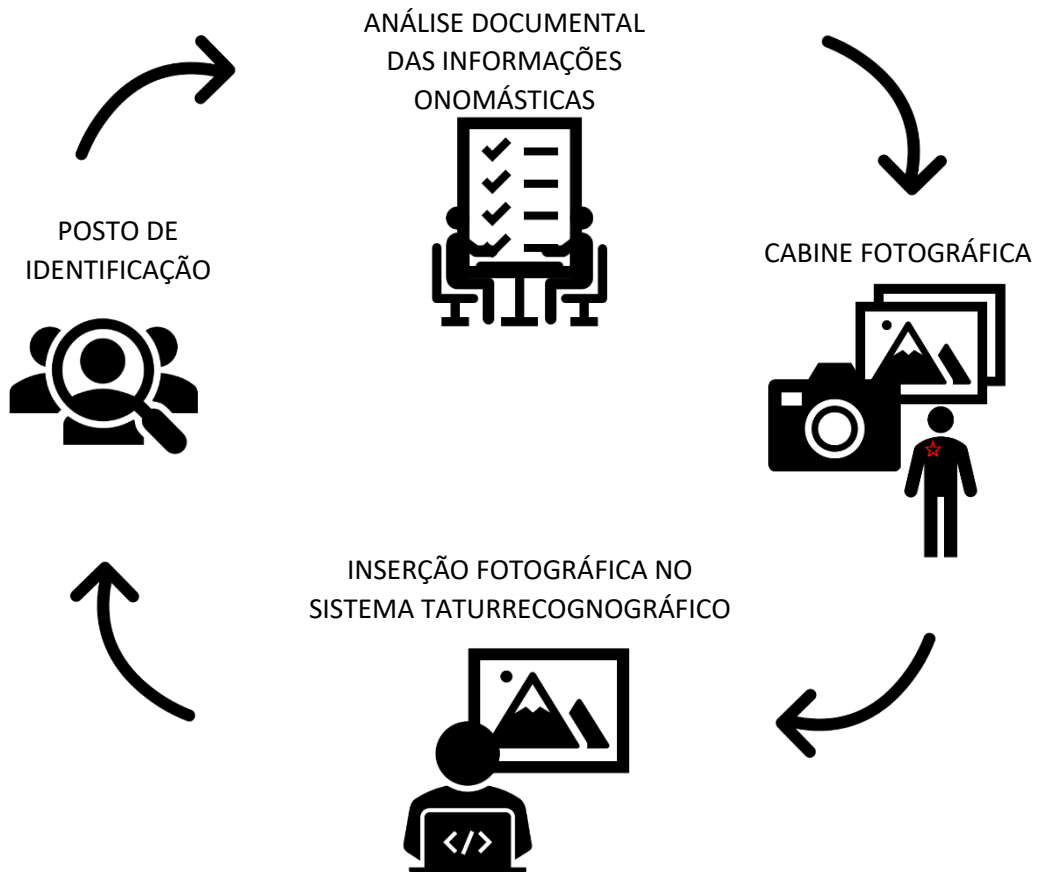 ANÁLISE DOCUMENTAL
DAS INFORMAÇÕES
ONOMÁSTICAS
POSTO DE
IDENTIFICAÇÃO
CABINE FOTOGRÁFICA
INSERÇÃO FOTOGRÁFICA NO
SISTEMA TATURRECOGNOGRÁFICO
</>